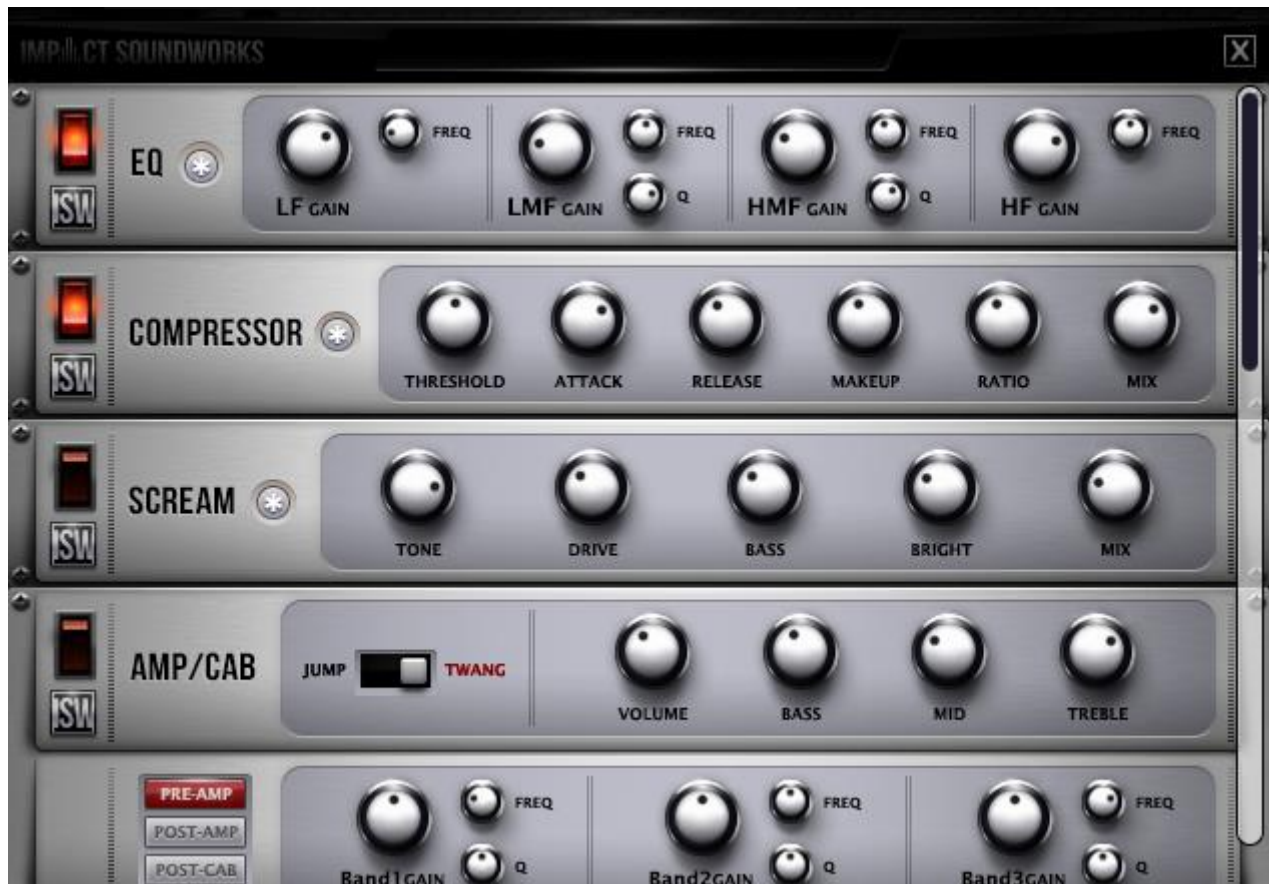 IMPACT SOUNDWORKS
X
EQ
ISW
LF GAIN
FREQ
LMF GAIN
FREQ
Q
HMF GAIN
FREQ
Q
HF GAIN
FREQ
COMPRESSOR
ISW
THRESHOLD
ATTACK
RELEASE
MAKEUP
RATIO
MIX
SCREAM
ISW
TONE
DRIVE
BASS
BRIGHT
MIX
AMP/CAB
ISW
JUMP
TWANG
VOLUME
BASS
MID
TREBLE
PRE-AMP
POST-AMP
POST-CAB
Band1GAIN
FREQ
Q
Band2GAIN
FREQ
Q
Band3GAIN
FREQ
Q